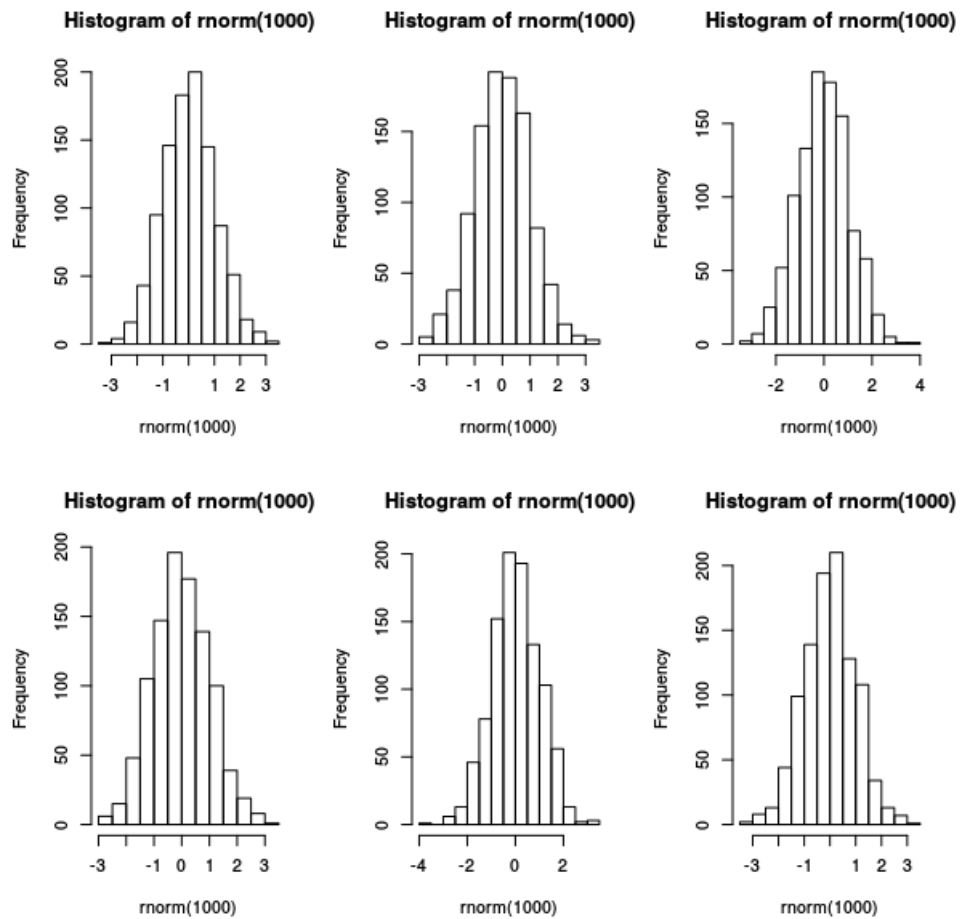 Histogram of rnorm(1000)
Frequency
0 50 100 150 200
-3 -1 0 1 2 3
rnorm(1000)
Histogram of rnorm(1000)
Frequency
0 50 100 150
-3 -1 0 1 2 3
rnorm(1000)
Histogram of rnorm(1000)
Frequency
0 50 100 150
-2 0 2 4
rnorm(1000)
Histogram of rnorm(1000)
Frequency
0 50 100 150 200
-3 -1 0 1 2 3
rnorm(1000)
Histogram of rnorm(1000)
Frequency
0 50 100 150 200
-4 -2 0 2
rnorm(1000)
Histogram of rnorm(1000)
Frequency
0 50 100 150 200
-3 -1 0 1 2 3
rnorm(1000)